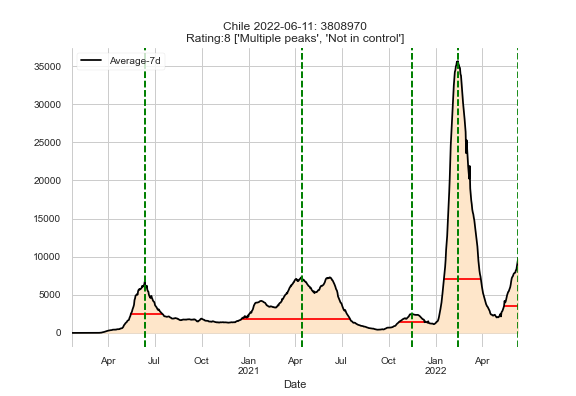 Chile 2022-06-11: 3808970
Rating:8 ['Multiple peaks', 'Not in control']
Average-7d
35000
30000
25000
20000
15000
10000
5000
0
Apr Jul Oct Jan Apr Jul Oct Jan Apr
2021 2022
Date